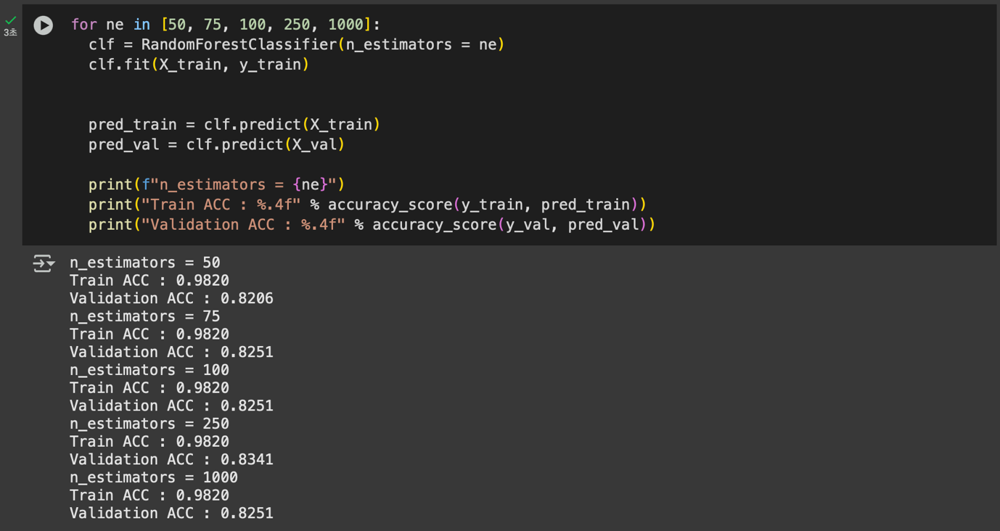 3초
for ne in [50, 75, 100, 250, 1000]:
  clf = RandomForestClassifier(n_estimators = ne)
  clf.fit(X_train, y_train)
  pred_train = clf.predict(X_train)
  pred_val = clf.predict(X_val)
  print(f"n_estimators = {ne}")
  print("Train ACC : %.4f" % accuracy_score(y_train, pred_train))
  print("Validation ACC : %.4f" % accuracy_score(y_val, pred_val))
n_estimators = 50
Train ACC : 0.9820
Validation ACC : 0.8206
n_estimators = 75
Train ACC : 0.9820
Validation ACC : 0.8251
n_estimators = 100
Train ACC : 0.9820
Validation ACC : 0.8251
n_estimators = 250
Train ACC : 0.9820
Validation ACC : 0.8341
n_estimators = 1000
Train ACC : 0.9820
Validation ACC : 0.8251